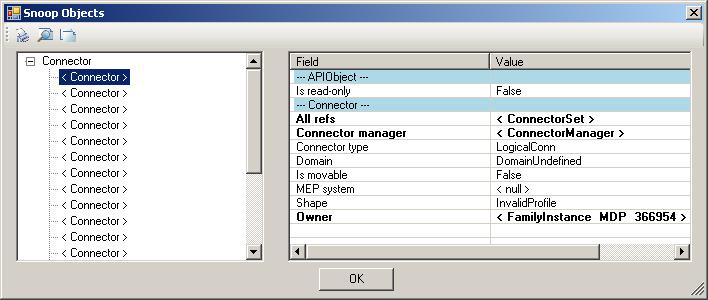 Snoop Objects
Connector
< Connector >
< Connector >
< Connector >
< Connector >
< Connector >
< Connector >
< Connector >
< Connector >
< Connector >
< Connector >
< Connector >
< Connector >
Field Value
--- APIObject ---
Is read-only False
--- Connector ---
All refs < ConnectorSet >
Connector manager < ConnectorManager >
Connector type LogicalConn
Domain DomainUndefined
Is movable False
MEP system < null >
Shape InvalidProfile
Owner < FamilyInstance MDP 366954 >
OK